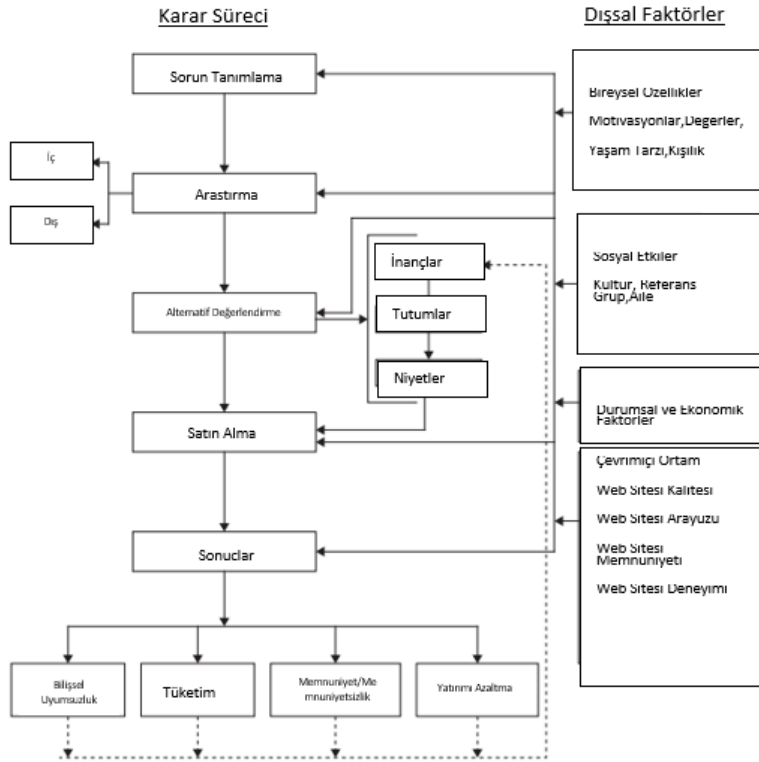 Karar Süreci
Dışsal Faktörler
Sorun Tanımlama
Bireysel Özellikler
Motivasyonlar,Değerler,
Yaşam Tarzı,Kişilik
İç
Dış
Arastırma
İnançlar
Sosyal Etkiler
Kültür, Referans
Grup,Aile
Alternatif Değerlendirme
Tutumlar
Niyetler
Durumsal ve Ekonomik
Faktörler
Satın Alma
Çevrimiçi Ortam
Web Sitesi Kalitesi
Web Sitesi Arayüzü
Web Sitesi
Memnuniyeti
Web Sitesi Deneyimi
Sonuclar
Bilişsel
Uyumsuzluk
Tüketim
Memnuniyet/Me
mnuniyetsizlik
Yatırımı Azaltma